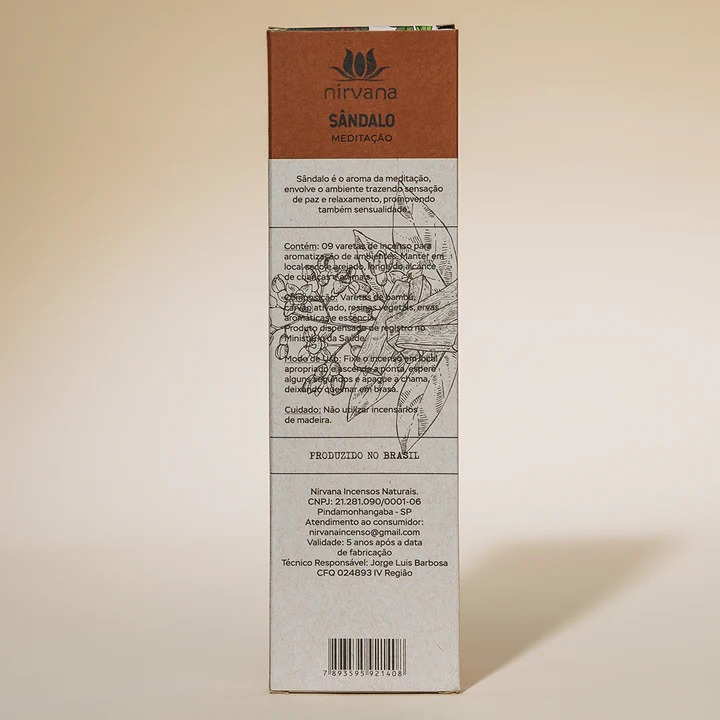 nirvana
SÂNDALO
MEDITAÇÃO
Sândalo é o aroma da meditação,
envolve o ambiente trazendo sensação
de paz e relaxamento, promovendo
também sensualidade.
Contém: 09 varetas de incenso para
aromatização de ambientes. Manter em
local seco e arejado, longe do alcance
de crianças e animais.
Composição: Varetas de bambu,
carvão ativado, resinas vegetais, ervas
aromáticas e essência.
Produto dispensado de registro no
Ministério da Saúde.
Modo de Uso: Fixe o incenso em local
apropriado e ascenda a ponta, espere
alguns segundos e apague a chama,
deixando queimar em brasa.
Cuidado: Não utilizar incensários
de madeira.
PRODUZIDO NO BRASIL
Nirvana Incensos Naturais.
CNPJ: 21.281.090/0001-06
Pindamonhangaba - SP
Atendimento ao consumidor:
nirvanaincenso@gmail.com
Validade: 5 anos após a data
de fabricação
Técnico Responsável: Jorge Luis Barbosa
CFQ 024893 IV Região
7 893595 921408